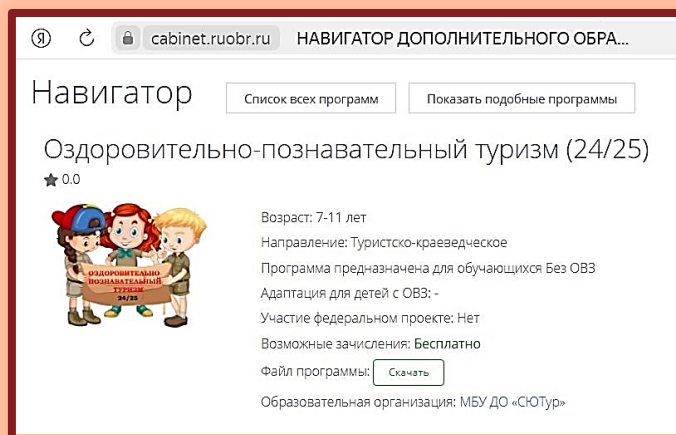 cabinet.ruobr.ru НАВИГАТОР ДОПОЛНИТЕЛЬНОГО ОБРА...
Навигатор
Список всех программ
Показать подобные программы
Оздоровительно-познавательный туризм (24/25)
0.0
ОЗДОРОВИТЕЛЬНО
ПОЗНАВАТЕЛЬНЫЙ
ТУРИЗМ
24/25
Возраст: 7-11 лет
Направление: Туристско-краеведческое
Программа предназначена для обучающихся Без ОВЗ
Адаптация для детей с ОВЗ: -
Участие федеральном проекте: Нет
Возможные зачисления: Бесплатно
Файл программы: Скачать
Образовательная организация: МБУ ДО «СЮТур»